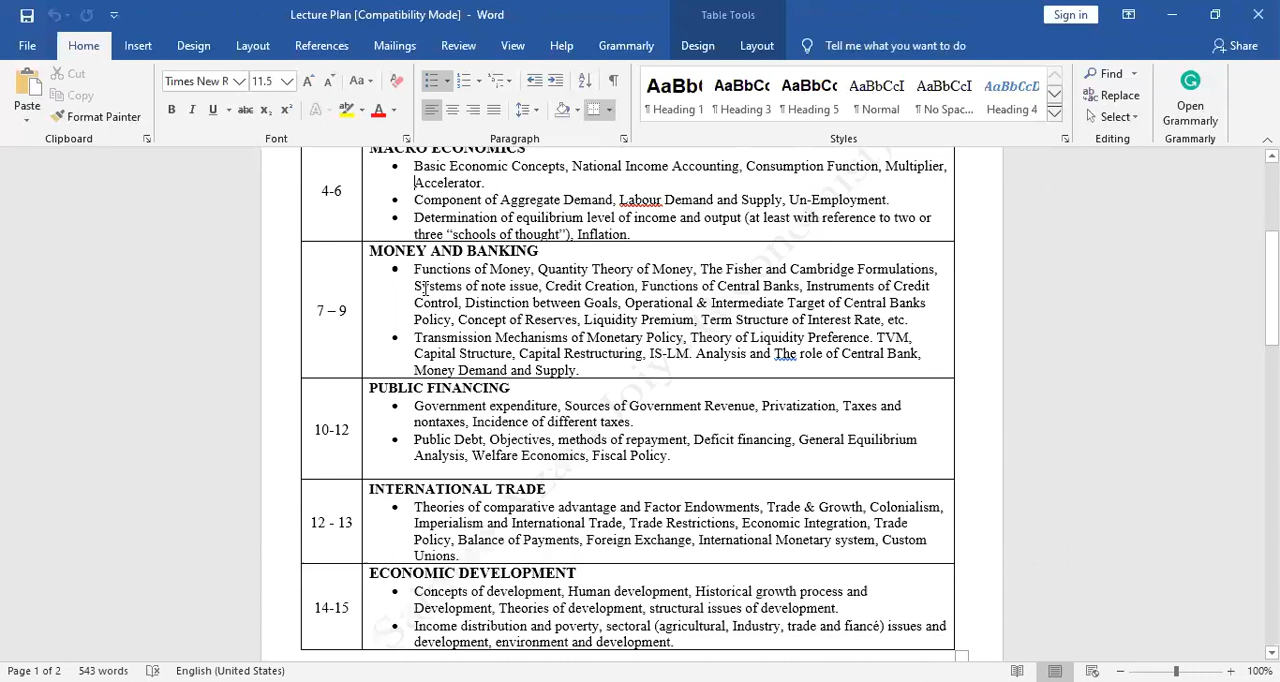 Lecture Plan [Compatibility Mode] - Word
Table Tools
Sign in
File Home Insert Design Layout References Mailings Review View Help Grammarly Design Layout Tell me what you want to do Share
Paste
Cut
Copy
Format Painter
Clipboard
Times New R 11.5
Font
Paragraph
AaBb( AaBbCc AaBbCc AaBbCcI AaBbCcI AaBbCcD
¶ Heading 1 ¶ Heading 3 ¶ Heading 5 ¶ Normal ¶ No Spac... Heading 4
Styles
Find
Replace
Select
Editing
Open
Grammarly
Grammarly
MACRO ECONOMICS
4-6
• Basic Economic Concepts, National Income Accounting, Consumption Function, Multiplier,
Accelerator.
• Component of Aggregate Demand, Labour Demand and Supply, Un-Employment.
• Determination of equilibrium level of income and output (at least with reference to two or
three “schools of thought”), Inflation.
7 – 9
MONEY AND BANKING
• Functions of Money, Quantity Theory of Money, The Fisher and Cambridge Formulations,
Systems of note issue, Credit Creation, Functions of Central Banks, Instruments of Credit
Control, Distinction between Goals, Operational & Intermediate Target of Central Banks
Policy, Concept of Reserves, Liquidity Premium, Term Structure of Interest Rate, etc.
• Transmission Mechanisms of Monetary Policy, Theory of Liquidity Preference. TVM,
Capital Structure, Capital Restructuring, IS-LM. Analysis and The role of Central Bank,
Money Demand and Supply.
10-12
PUBLIC FINANCING
• Government expenditure, Sources of Government Revenue, Privatization, Taxes and
nontaxes, Incidence of different taxes.
• Public Debt, Objectives, methods of repayment, Deficit financing, General Equilibrium
Analysis, Welfare Economics, Fiscal Policy.
12 - 13
INTERNATIONAL TRADE
• Theories of comparative advantage and Factor Endowments, Trade & Growth, Colonialism,
Imperialism and International Trade, Trade Restrictions, Economic Integration, Trade
Policy, Balance of Payments, Foreign Exchange, International Monetary system, Custom
Unions.
14-15
ECONOMIC DEVELOPMENT
• Concepts of development, Human development, Historical growth process and
Development, Theories of development, structural issues of development.
• Income distribution and poverty, sectoral (agricultural, Industry, trade and fiancé) issues and
development, environment and development.
Page 1 of 2 543 words English (United States) 100%